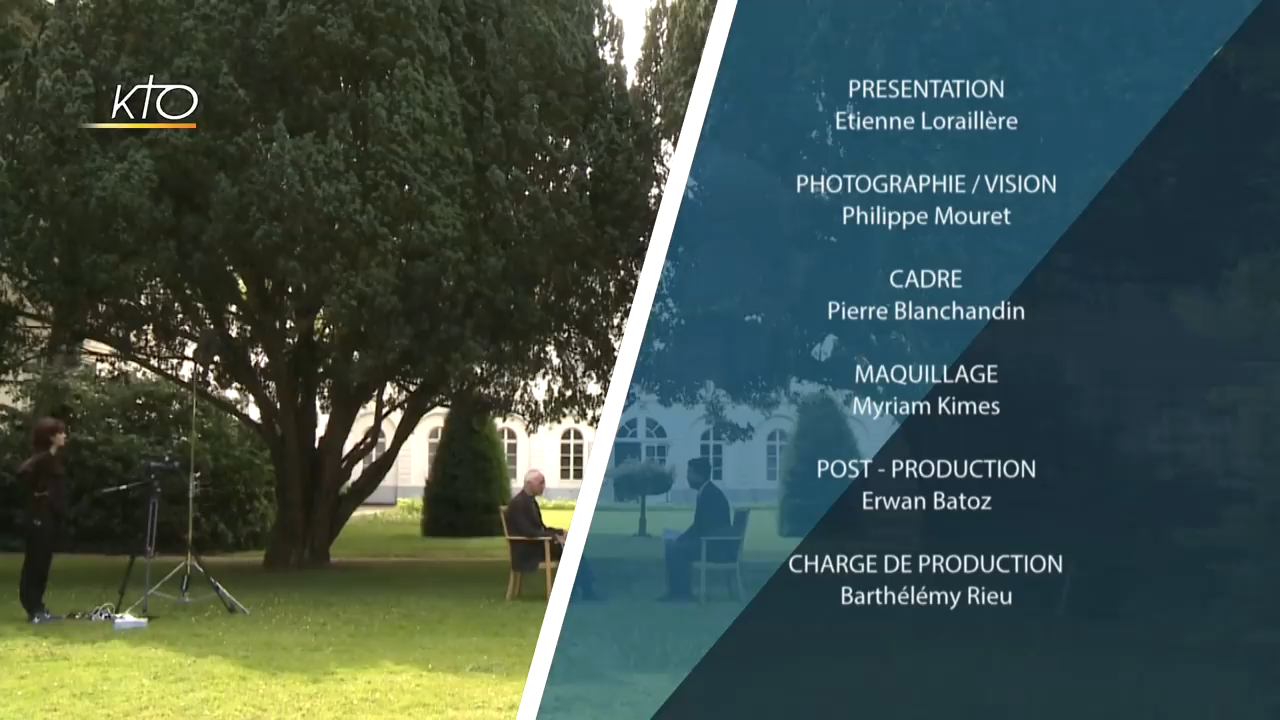 KTO
PRESENTATION
Etienne Loraillère
PHOTOGRAPHIE / VISION
Philippe Mouret
CADRE
Pierre Blanchandin
MAQUILLAGE
Myriam Kimes
POST - PRODUCTION
Erwan Batoz
CHARGE DE PRODUCTION
Barthélémy Rieu